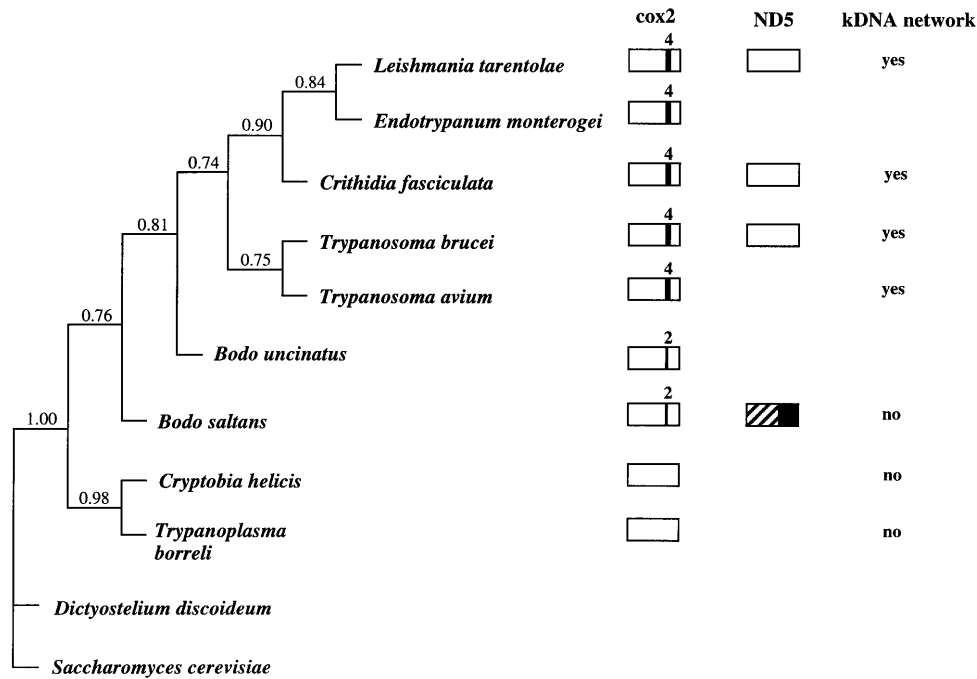 cox2 ND5 kDNA network
4
Leishmania tarentolae yes
0.84
4
Endotrypanum monterogei
0.90
4
0.74
Crithidia fasciculata yes
4
0.81
Trypanosoma brucei yes
0.75
4
Trypanosoma avium yes
0.76
2
Bodo uncinatus
2
1.00
Bodo saltans no
Cryptobia helicis no
0.98
Trypanoplasma no
borreli
Dictyostelium discoideum
Saccharomyces cerevisiae